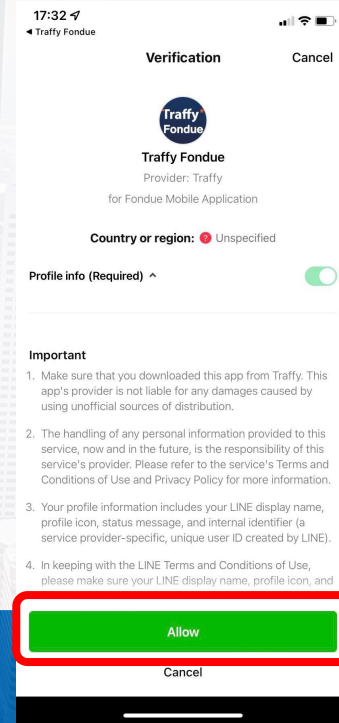 17:32
◀ Traffy Fondue
Verification
Cancel
Traffy
Fondue
Traffy Fondue
Provider: Traffy
for Fondue Mobile Application
Country or region: ? Unspecified
Profile info (Required) ^
Important
1. Make sure that you downloaded this app from Traffy. This
app's provider is not liable for any damages caused by
using unofficial sources of distribution.
2. The handling of any personal information provided to this
service, now and in the future, is the responsibility of this
service's provider. Please refer to the service's Terms and
Conditions of Use and Privacy Policy for more information.
3. Your profile information includes your LINE display name,
profile icon, status message, and internal identifier (a
service provider-specific, unique user ID created by LINE).
4. In keeping with the LINE Terms and Conditions of Use,
please make sure your LINE display name, profile icon, and
Allow
Cancel